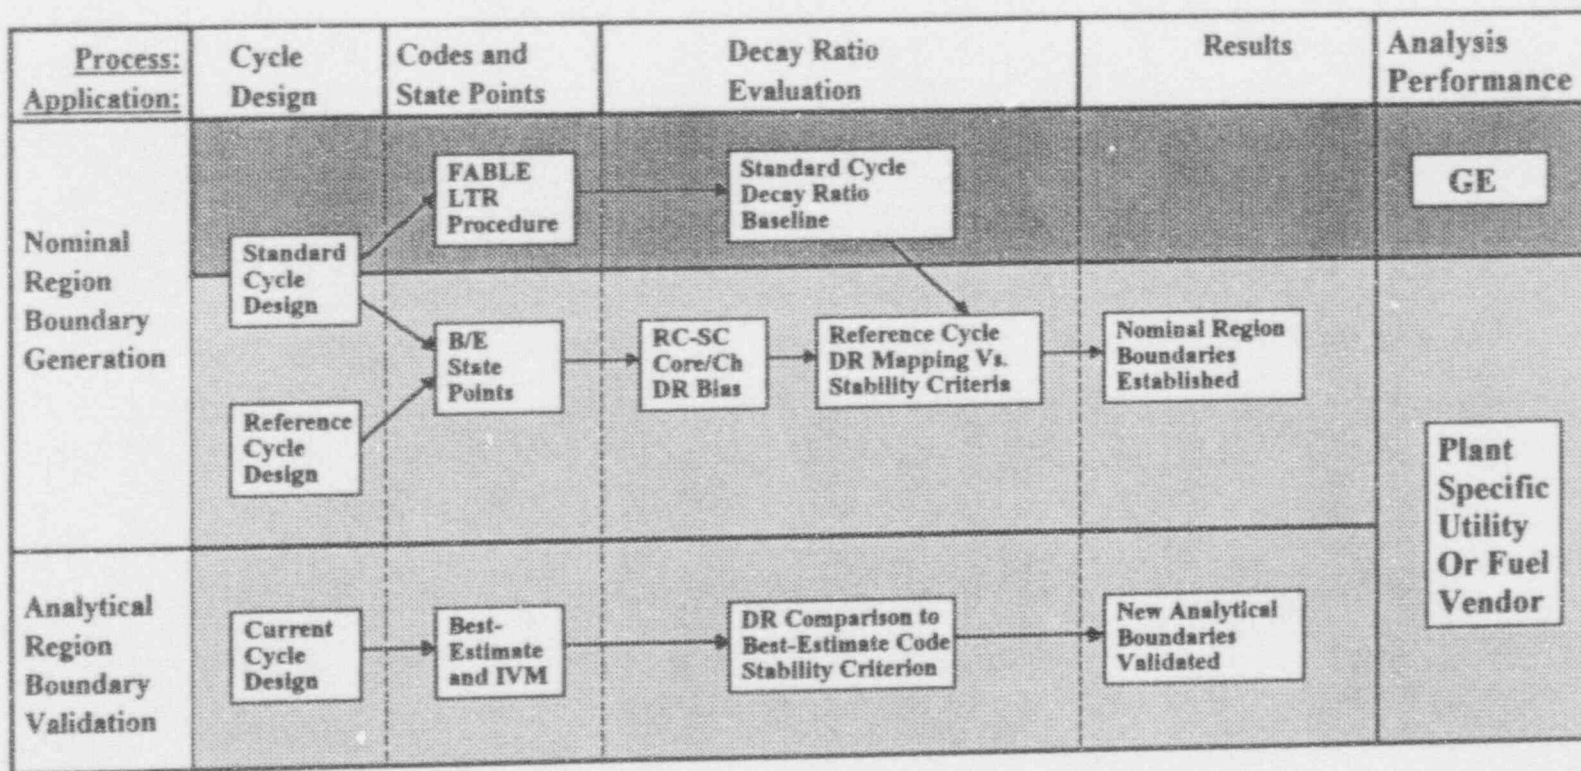 Process:
Application:
Cycle
Design
Codes and
State Points
Decay Ratio
Evaluation
Results
Analysis
Performance
Nominal
Region
Boundary
Generation
Standard
Cycle
Design
FABLE
LTR
Procedure
Standard Cycle
Decay Ratio
Baseline
GE
Reference
Cycle
Design
B/E
State
Points
RC-SC
Core/Ch
DR Bias
Reference Cycle
DR Mapping Vs.
Stability Criteria
Nominal Region
Boundaries
Established
Plant
Specific
Utility
Or Fuel
Vendor
Analytical
Region
Boundary
Validation
Current
Cycle
Design
Best-
Estimate
and IVM
DR Comparison to
Best-Estimate Code
Stability Criterion
New Analytical
Boundaries
Validated